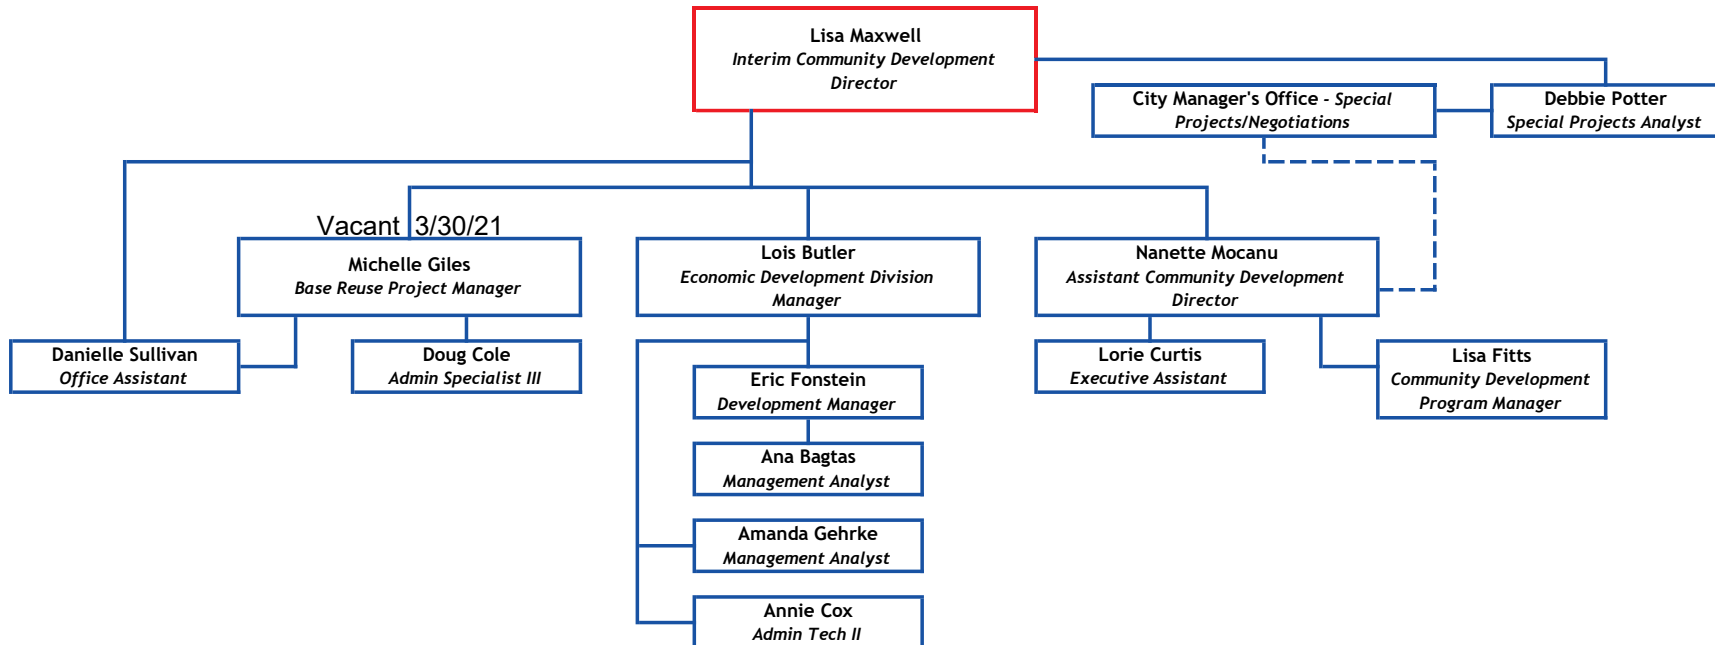 Lisa Maxwell
Interim Community Development
Director
City Manager's Office - Special
Projects/Negotiations
Debbie Potter
Special Projects Analyst
Vacant 3/30/21
Michelle Giles
Base Reuse Project Manager
Lois Butler
Economic Development Division
Manager
Nanette Mocanu
Assistant Community Development
Director
Danielle Sullivan
Office Assistant
Doug Cole
Admin Specialist III
Eric Fonstein
Development Manager
Ana Bagtas
Management Analyst
Amanda Gehrke
Management Analyst
Annie Cox
Admin Tech II
Lorie Curtis
Executive Assistant
Lisa Fitts
Community Development
Program Manager